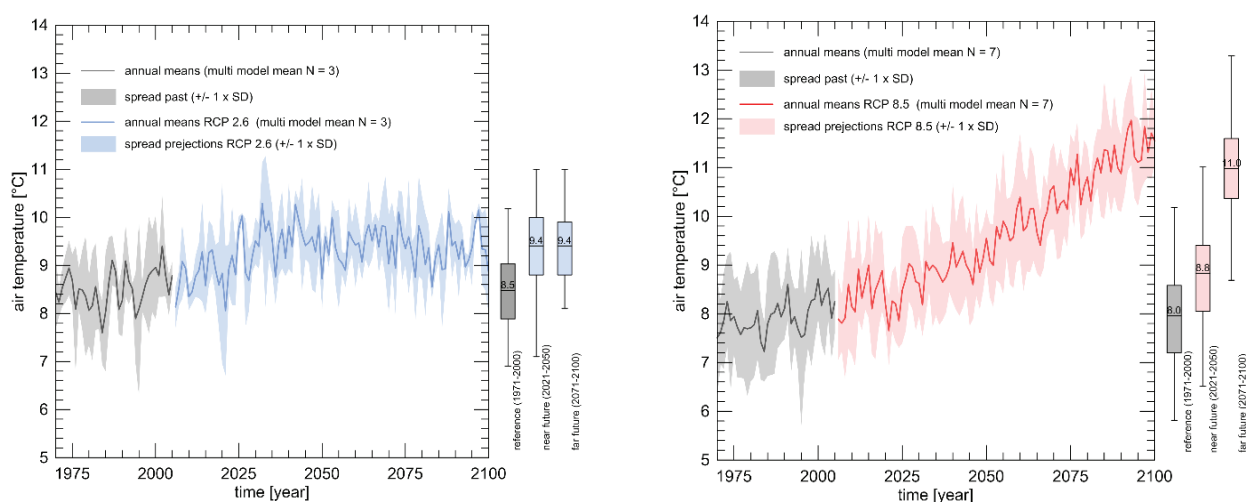 14
13
12
11
10
9
8
7
6
5
air temperature [°C]
annual means (multi model mean N = 3)
spread past (+/- 1 x SD)
annual means RCP 2.6 (multi model mean N = 3)
spread prejections RCP 2.6 (+/- 1 x SD)
1975
2000
2025
2050
2075
2100
time [year]
8.5
9.4
9.4
reference (1971-2000)
near future (2021-2050)
far future (2071-2100)
14
13
12
11
10
9
8
7
6
5
air temperature [°C]
annual means (multi model mean N = 7)
spread past (+/- 1 x SD)
annual means RCP 8.5 (multi model mean N = 7)
spread projections RCP 8.5 (+/- 1 x SD)
1975
2000
2025
2050
2075
2100
time [year]
8.0
8.8
11.0
reference (1971-2000)
near future (2021-2050)
far future (2071-2100)